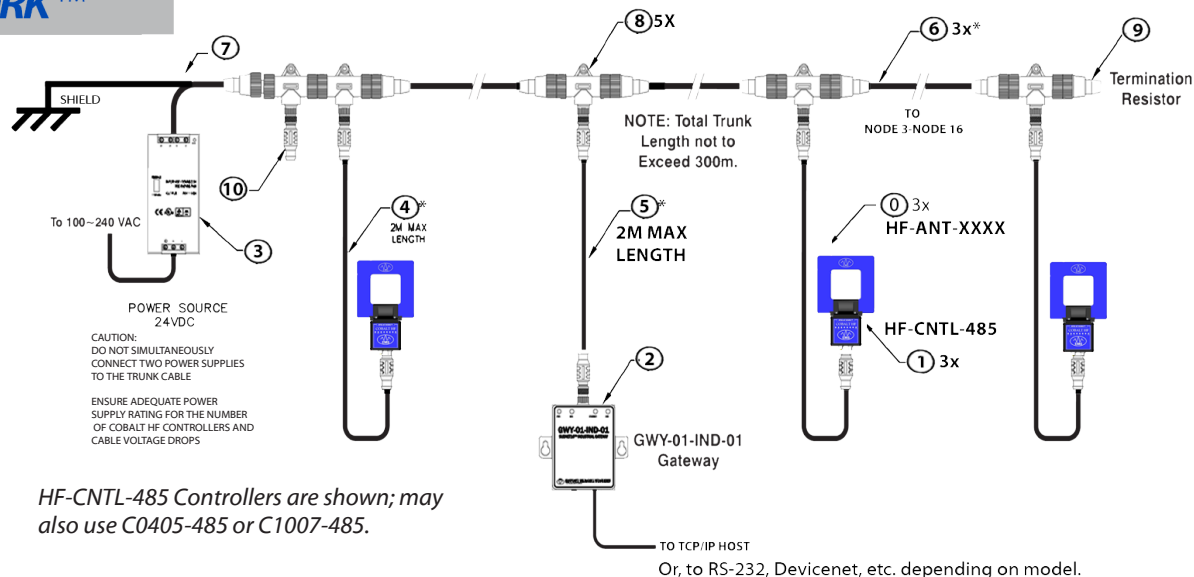 RK™
7
8 5X
6 3x*
9
Termination
Resistor
SHIELD
TO
NODE 3-NODE 16
NOTE: Total Trunk
Length not to
Exceed 300m.
10
4*
2M MAX
LENGTH
5*
2M MAX
LENGTH
0 3x
HF-ANT-XXXX
To 100~240 VAC
3
POWER SOURCE
24VDC
HF-CNTL-485
1 3x
CAUTION:
DO NOT SIMULTANEOUSLY
CONNECT TWO POWER SUPPLIES
TO THE TRUNK CABLE
ENSURE ADEQUATE POWER
SUPPLY RATING FOR THE NUMBER
OF COBALT HF CONTROLLERS AND
CABLE VOLTAGE DROPS
2
GWY-01-IND-01
GWY-01-IND-01
Gateway
HF-CNTL-485 Controllers are shown; may
also use C0405-485 or C1007-485.
TO TCP/IP HOST
Or, to RS-232, Devicenet, etc. depending on model.